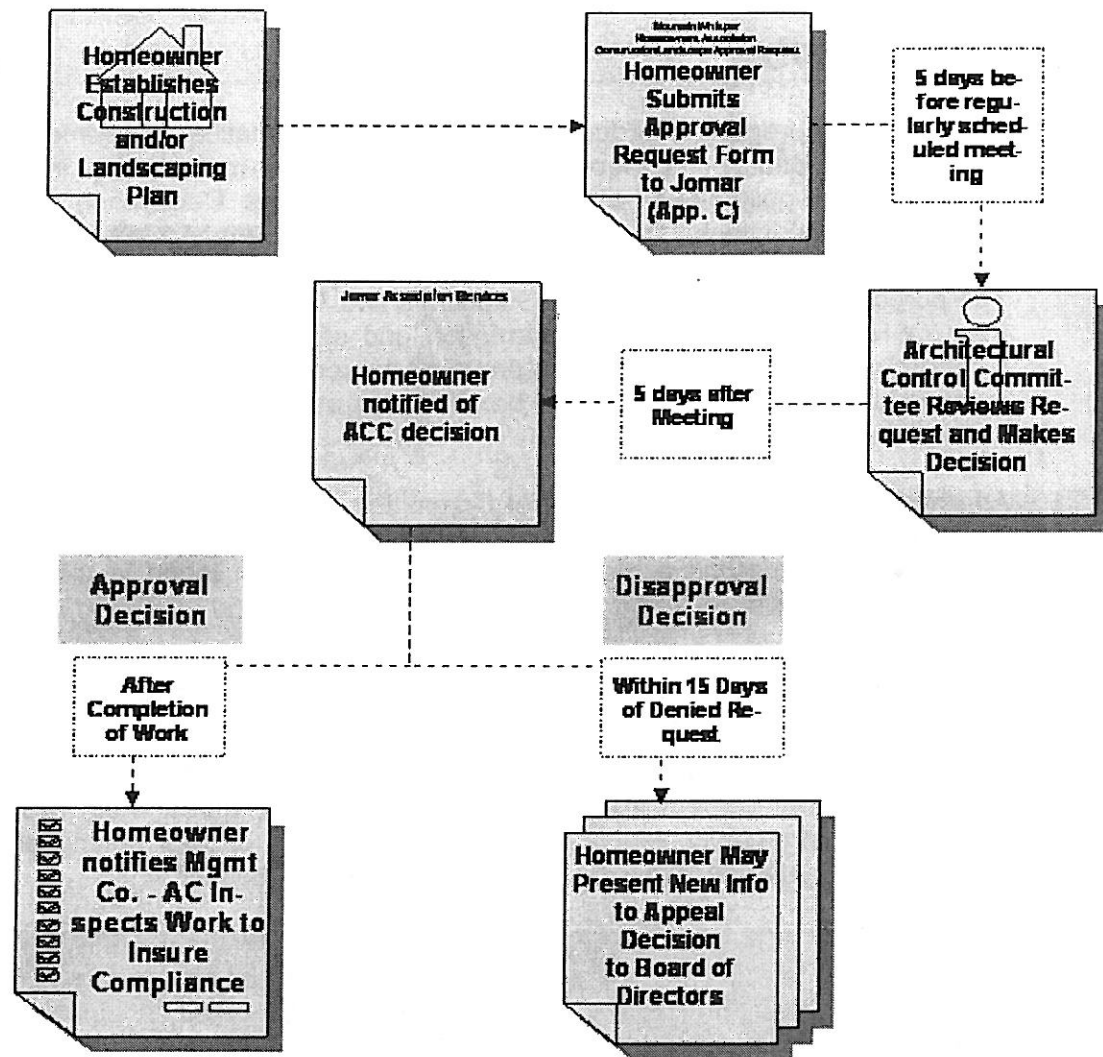 Homeowner
Establishes
Construction
and/or
Landscaping
Plan
Homeowners Association
Homeowner
Submits
Approval
Request Form
to Jomar
(App. C)
5 days be-
fore regu-
larly sched-
uled meet-
ing
Jomar Association Services
Homeowner
notified of
ACC decision
5 days after
Meeting
Architectural
Control Commit-
tee Reviews Re-
quest and Makes
Decision
Approval
Decision
Disapproval
Decision
After
Completion
of Work
Within 15 Days
of Denied Re-
quest
Homeowner
notifies Mgmt
Co. - AC In-
spects Work to
Insure
Compliance
Homeowner May
Present New Info
to Appeal
Decision
to Board of
Directors